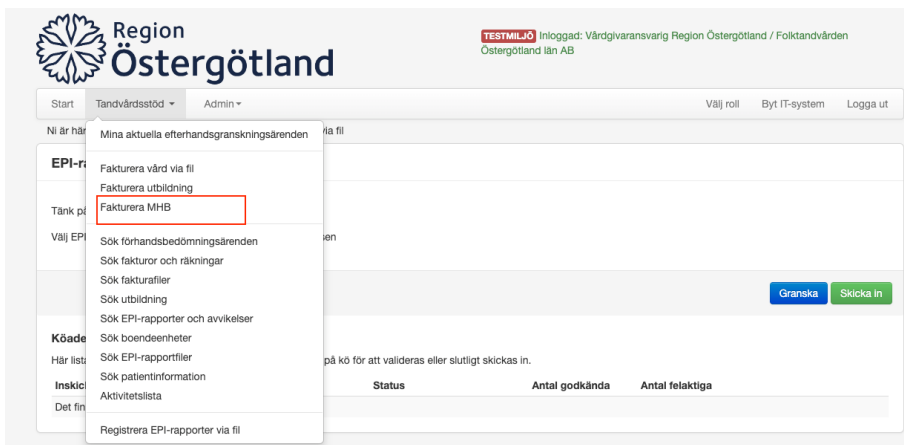 Region
Östergötland
TESTMILJÖ Inloggad: Vårdgivaransvarig Region Östergötland / Folktandvården
Östergötland län AB
Start Tandvårdsstöd Admin Välj roll Byt IT-system Logga ut
Ni är här via fil
Mina aktuella efterhandsgranskningsärenden
EPI-ra
Fakturera vård via fil
Fakturera utbildning
Tänk på
Fakturera MHB
Välj EPI
Sök förhandsbedömningsärenden
Sök fakturor och räkningar
Sök fakturafiler
Granska Skicka in
Sök utbildning
Sök EPI-rapporter och avvikelser
Köade
Sök boendeenheter
Här lista på kö för att valideras eller slutligt skickas in.
Sök EPI-rapportfiler
Sök patientinformation
Inskic Status Antal godkända Antal felaktiga
Aktivitetslista
Det fin
Registrera EPI-rapporter via fil